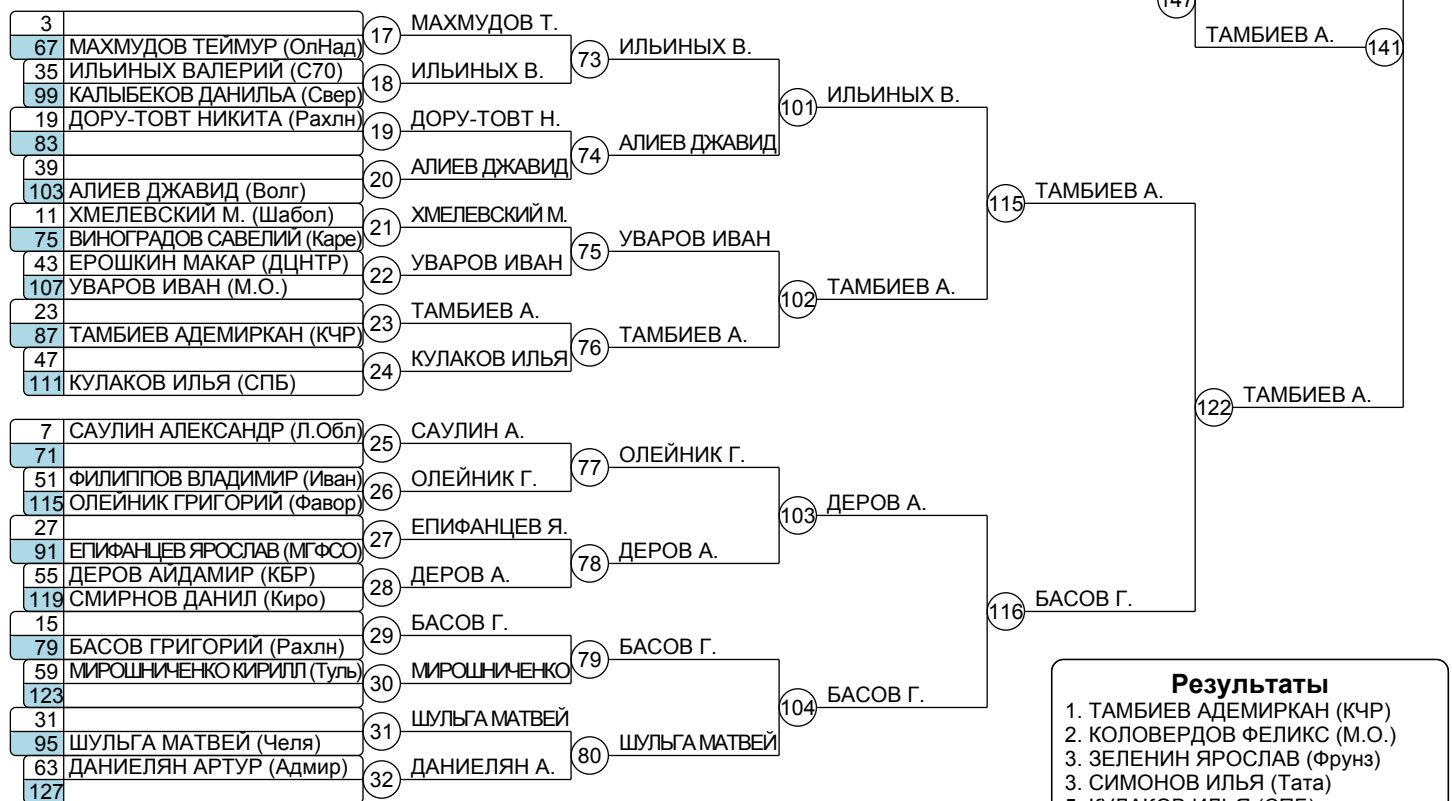 147
ТАМБИЕВ А.
141
3
67 МАХМУДОВ ТЕЙМУР (ОлНад)
17
МАХМУДОВ Т.
35 ИЛЬИНЫХ ВАЛЕРИЙ (С70)
99 КАЛЫБЕКОВ ДАНИЛЬА (Свер)
18
ИЛЬИНЫХ В.
73
ИЛЬИНЫХ В.
19 ДОРУ-ТОВТ НИКИТА (Рахлн)
83
19
ДОРУ-ТОВТ Н.
39
103 АЛИЕВ ДЖАВИД (Волг)
20
АЛИЕВ ДЖАВИД
74
АЛИЕВ ДЖАВИД
101
ИЛЬИНЫХ В.
11 ХМЕЛЕВСКИЙ М. (Шабол)
75 ВИНОГРАДОВ САВЕЛИЙ (Каре)
21
ХМЕЛЕВСКИЙ М.
43 ЕРОШКИН МАКАР (ДЦНТР)
107 УВАРОВ ИВАН (М.О.)
22
УВАРОВ ИВАН
75
УВАРОВ ИВАН
23
87 ТАМБИЕВ АДЕМИРКАН (КЧР)
23
ТАМБИЕВ А.
47
111 КУЛАКОВ ИЛЬЯ (СПБ)
24
КУЛАКОВ ИЛЬЯ
76
ТАМБИЕВ А.
102
ТАМБИЕВ А.
115
ТАМБИЕВ А.
7 САУЛИН АЛЕКСАНДР (Л.Обл)
71
25
САУЛИН А.
51 ФИЛИППОВ ВЛАДИМИР (Иван)
115 ОЛЕЙНИК ГРИГОРИЙ (Фавор)
26
ОЛЕЙНИК Г.
77
ОЛЕЙНИК Г.
27
91 ЕПИФАНЦЕВ ЯРОСЛАВ (МГФСО)
27
ЕПИФАНЦЕВ Я.
55 ДЕРОВ АЙДАМИР (КБР)
119 СМИРНОВ ДАНИЛ (Киро)
28
ДЕРОВ А.
78
ДЕРОВ А.
103
ДЕРОВ А.
15
79 БАСОВ ГРИГОРИЙ (Рахлн)
29
БАСОВ Г.
59 МИРОШНИЧЕНКО КИРИЛЛ (Туль)
123
30
МИРОШНИЧЕНКО
79
БАСОВ Г.
31
95 ШУЛЬГА МАТВЕЙ (Челя)
31
ШУЛЬГА МАТВЕЙ
63 ДАНИЕЛЯН АРТУР (Адмир)
127
32
ДАНИЕЛЯН А.
80
ШУЛЬГА МАТВЕЙ
104
БАСОВ Г.
116
БАСОВ Г.
122
ТАМБИЕВ А.
Результаты
1. ТАМБИЕВ АДЕМИРКАН (КЧР)
2. КОЛОВЕРДОВ ФЕЛИКС (М.О.)
3. ЗЕЛЕНИН ЯРОСЛАВ (Фрунз)
3. СИМОНОВ ИЛЬЯ (Тата)
5. КУЛАКОВ ИЛЬЯ (СПБ)